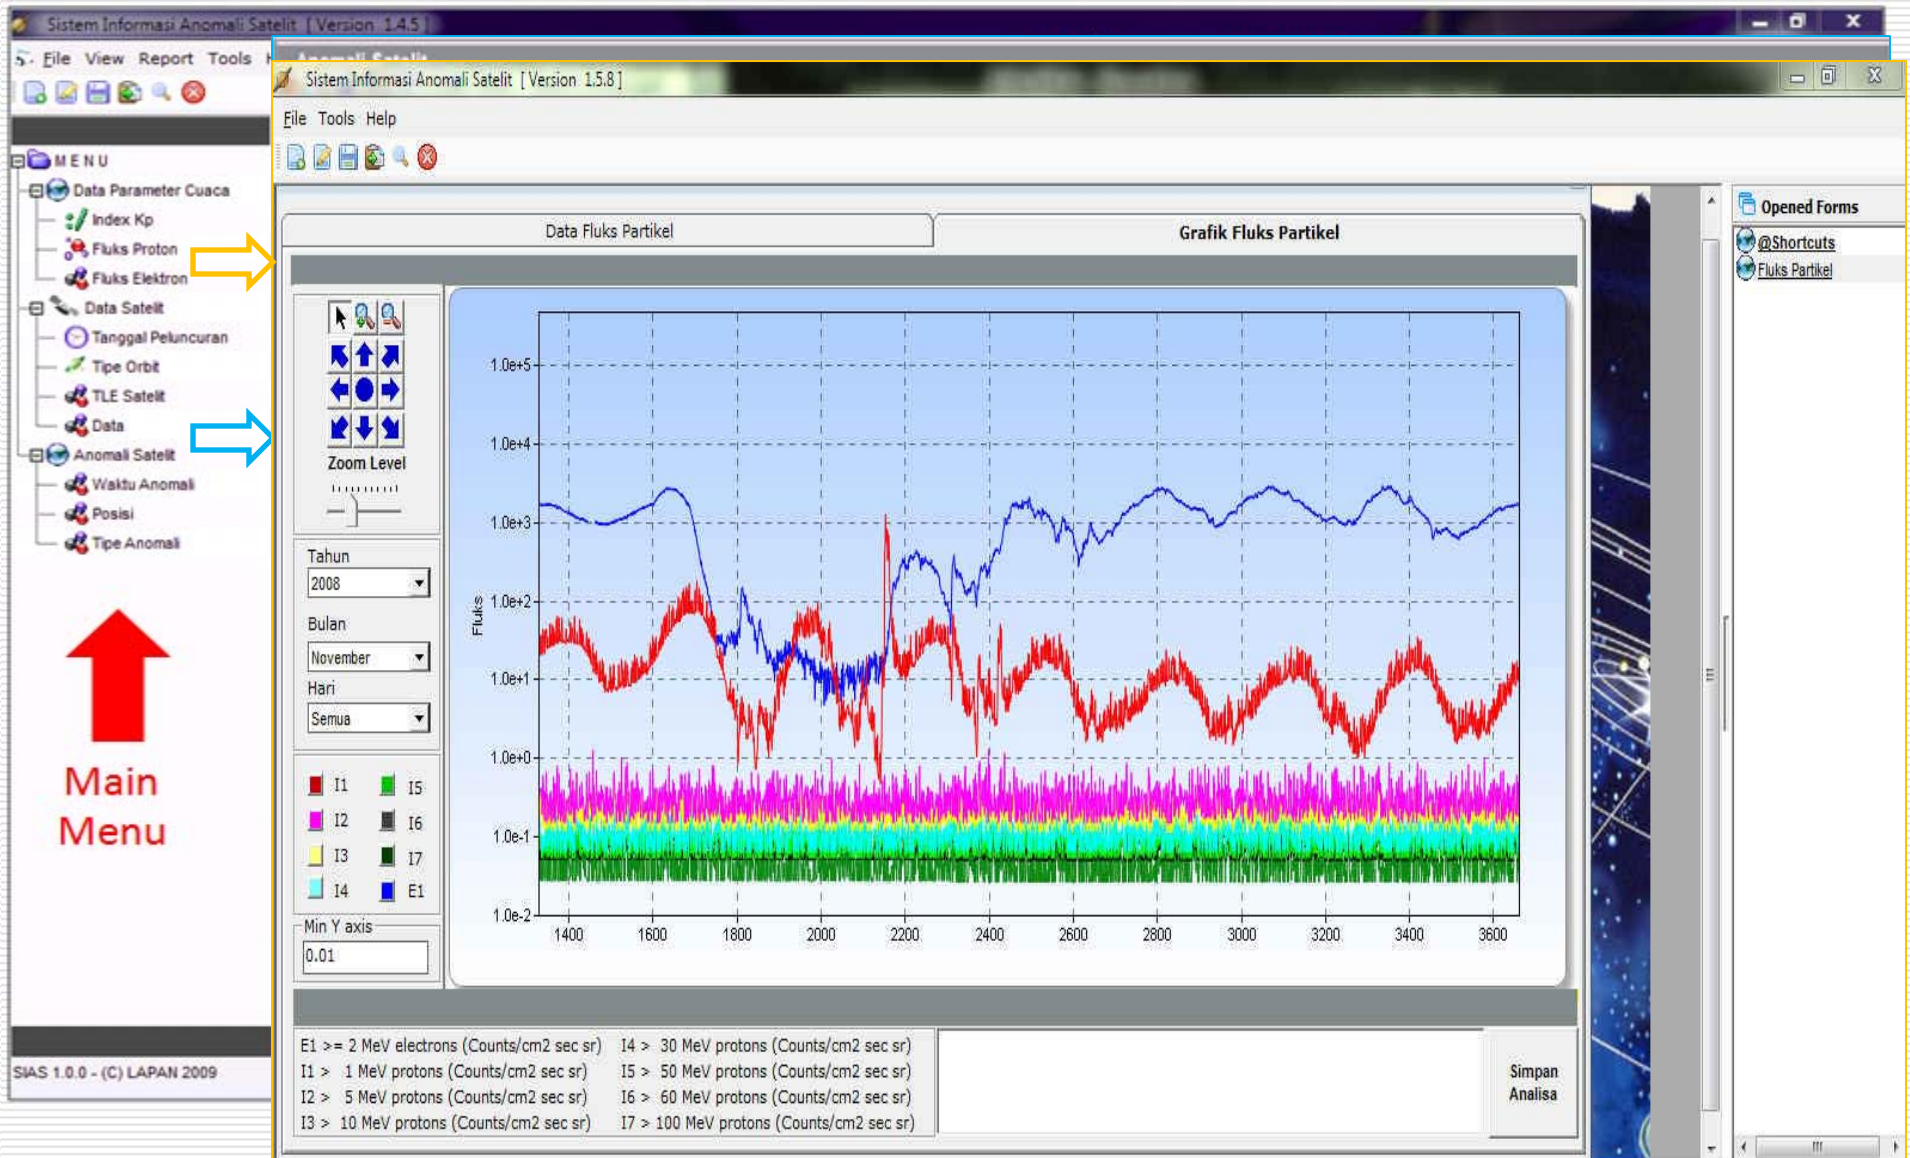 Sistem Informasi Anomali Satelit [ Version 1.4.5 ]
File View Report Tools
Anomali Satelit
MENU
Data Parameter Cuaca
Index Kp
Fluks Proton
Fluks Elektron
Data Satelit
Tanggal Peluncuran
Tipe Orbit
TLE Satelit
Data
Anomali Satelit
Waktu Anomali
Posisi
Tipe Anomali
Main
Menu
SIAS 1.0.0 - (C) LAPAN 2009
Sistem Informasi Anomali Satelit [ Version 1.5.8 ]
File Tools Help
Data Fluks Partikel
Grafik Fluks Partikel
Zoom Level
Tahun
2008
Bulan
November
Hari
Semua
I1 I5
I2 I6
I3 I7
I4 E1
Min Y axis
0.01
Fluks
1.0e+5
1.0e+4
1.0e+3
1.0e+2
1.0e+1
1.0e+0
1.0e-1
1.0e-2
1400 1600 1800 2000 2200 2400 2600 2800 3000 3200 3400 3600
E1 >= 2 MeV electrons (Counts/cm2 sec sr)
I1 > 1 MeV protons (Counts/cm2 sec sr)
I2 > 5 MeV protons (Counts/cm2 sec sr)
I3 > 10 MeV protons (Counts/cm2 sec sr)
I4 > 30 MeV protons (Counts/cm2 sec sr)
I5 > 50 MeV protons (Counts/cm2 sec sr)
I6 > 60 MeV protons (Counts/cm2 sec sr)
I7 > 100 MeV protons (Counts/cm2 sec sr)
Simpan
Analisa
Opened Forms
@Shortcuts
Fluks Partikel